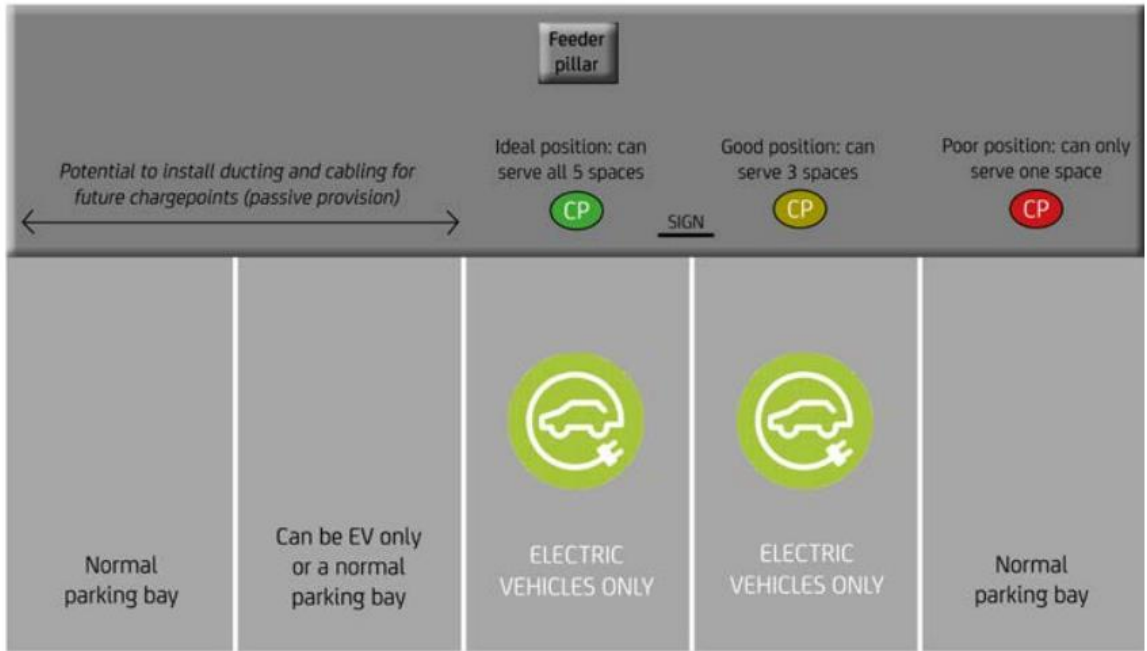 Feeder
pillar
Potential to install ducting and cabling for
future chargepoints (passive provision)
Ideal position: can
serve all 5 spaces
CP
SIGN
Good position: can
serve 3 spaces
CP
Poor position: can only
serve one space
CP
Normal
parking bay
Can be EV only
or a normal
parking bay
ELECTRIC
VEHICLES ONLY
ELECTRIC
VEHICLES ONLY
Normal
parking bay